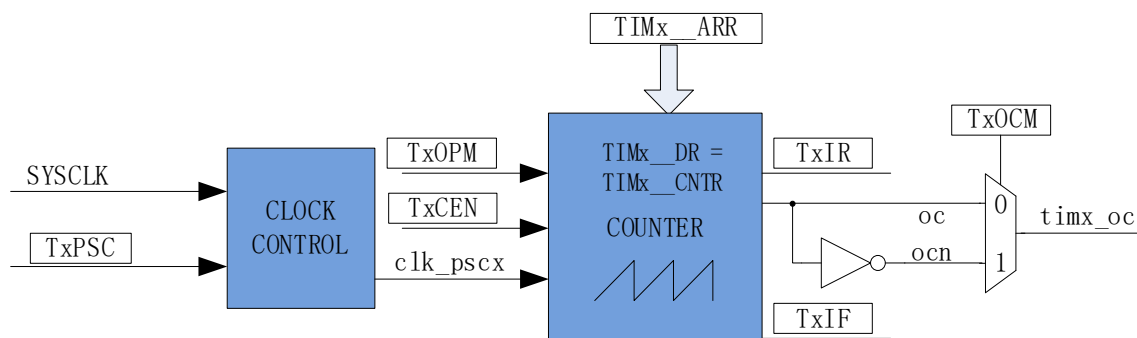 TIMx__ARR
TxOCM
TxOPM
TIMx__DR =
TIMx__CNTR
TxIR
SYSCLK
CLOCK
CONTROL
TxCEN
COUNTER
0
oc
timx_oc
TxPSC
clk_pscx
ocn
1
TxIF